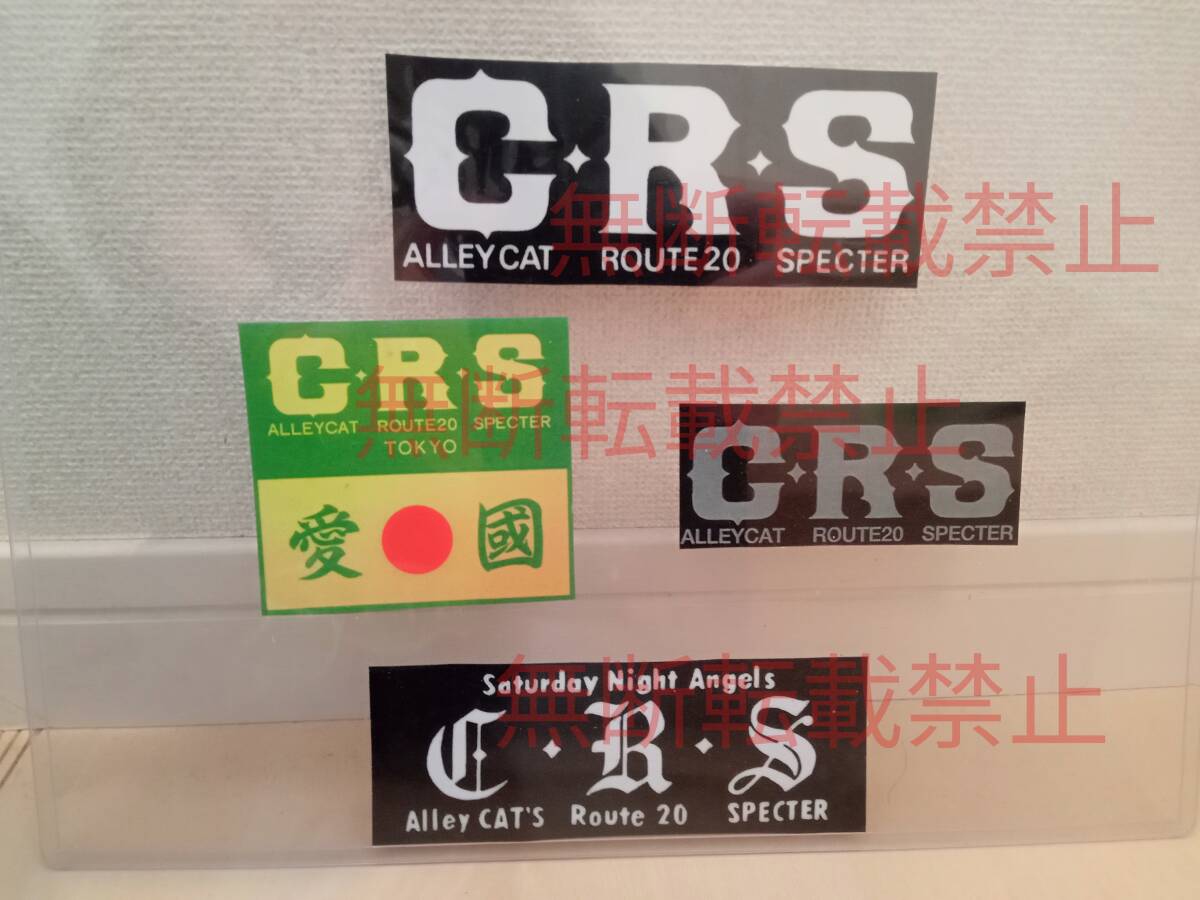 C・R・S
ALLEY CAT ROUTE20 SPECTER
無断転載禁止
C・R・S
ALLEYCAT ROUTE20 SPECTER
TOKYO
愛 國
無断転載禁止
C・R・S
ALLEYCAT ROUTE20 SPECTER
Saturday Night Angels
C・R・S
Alley CAT'S Route 20 SPECTER
無断転載禁止